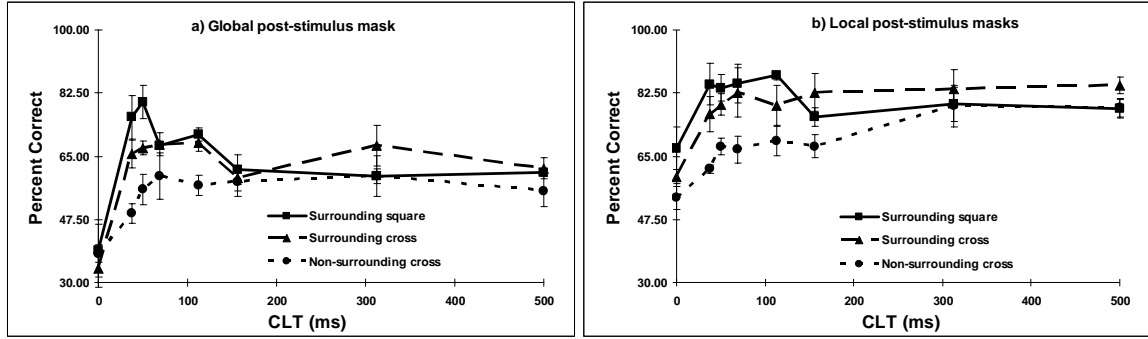 a) Global post-stimulus mask
Percent Correct
100.00
82.50
65.00
47.50
30.00
Surrounding square
Surrounding cross
Non-surrounding cross
0
100
200
300
400
500
CLT (ms)
b) Local post-stimulus masks
Percent Correct
100.00
82.50
65.00
47.50
30.00
Surrounding square
Surrounding cross
Non-surrounding cross
0
100
200
300
400
500
CLT (ms)